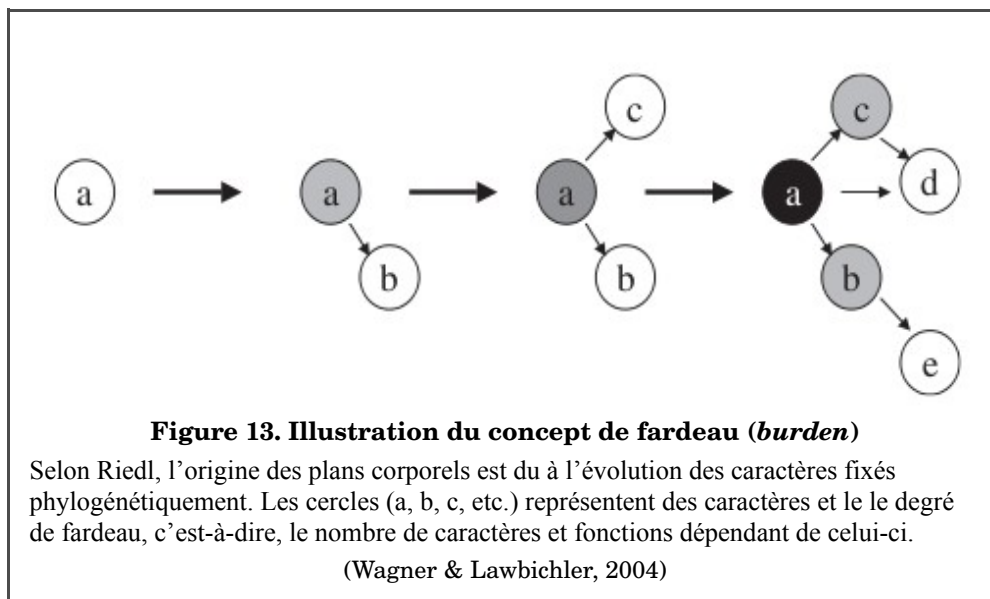 a
a
b
a
c
b
a
c
d
b
e
Figure 13. Illustration du concept de fardeau (burden)
Selon Riedl, l’origine des plans corporels est du à l’évolution des caractères fixés
phylogénétiquement. Les cercles (a, b, c, etc.) représentent des caractères et le le degré
de fardeau, c’est-à-dire, le nombre de caractères et fonctions dépendant de celui-ci.
(Wagner & Lawbichler, 2004)